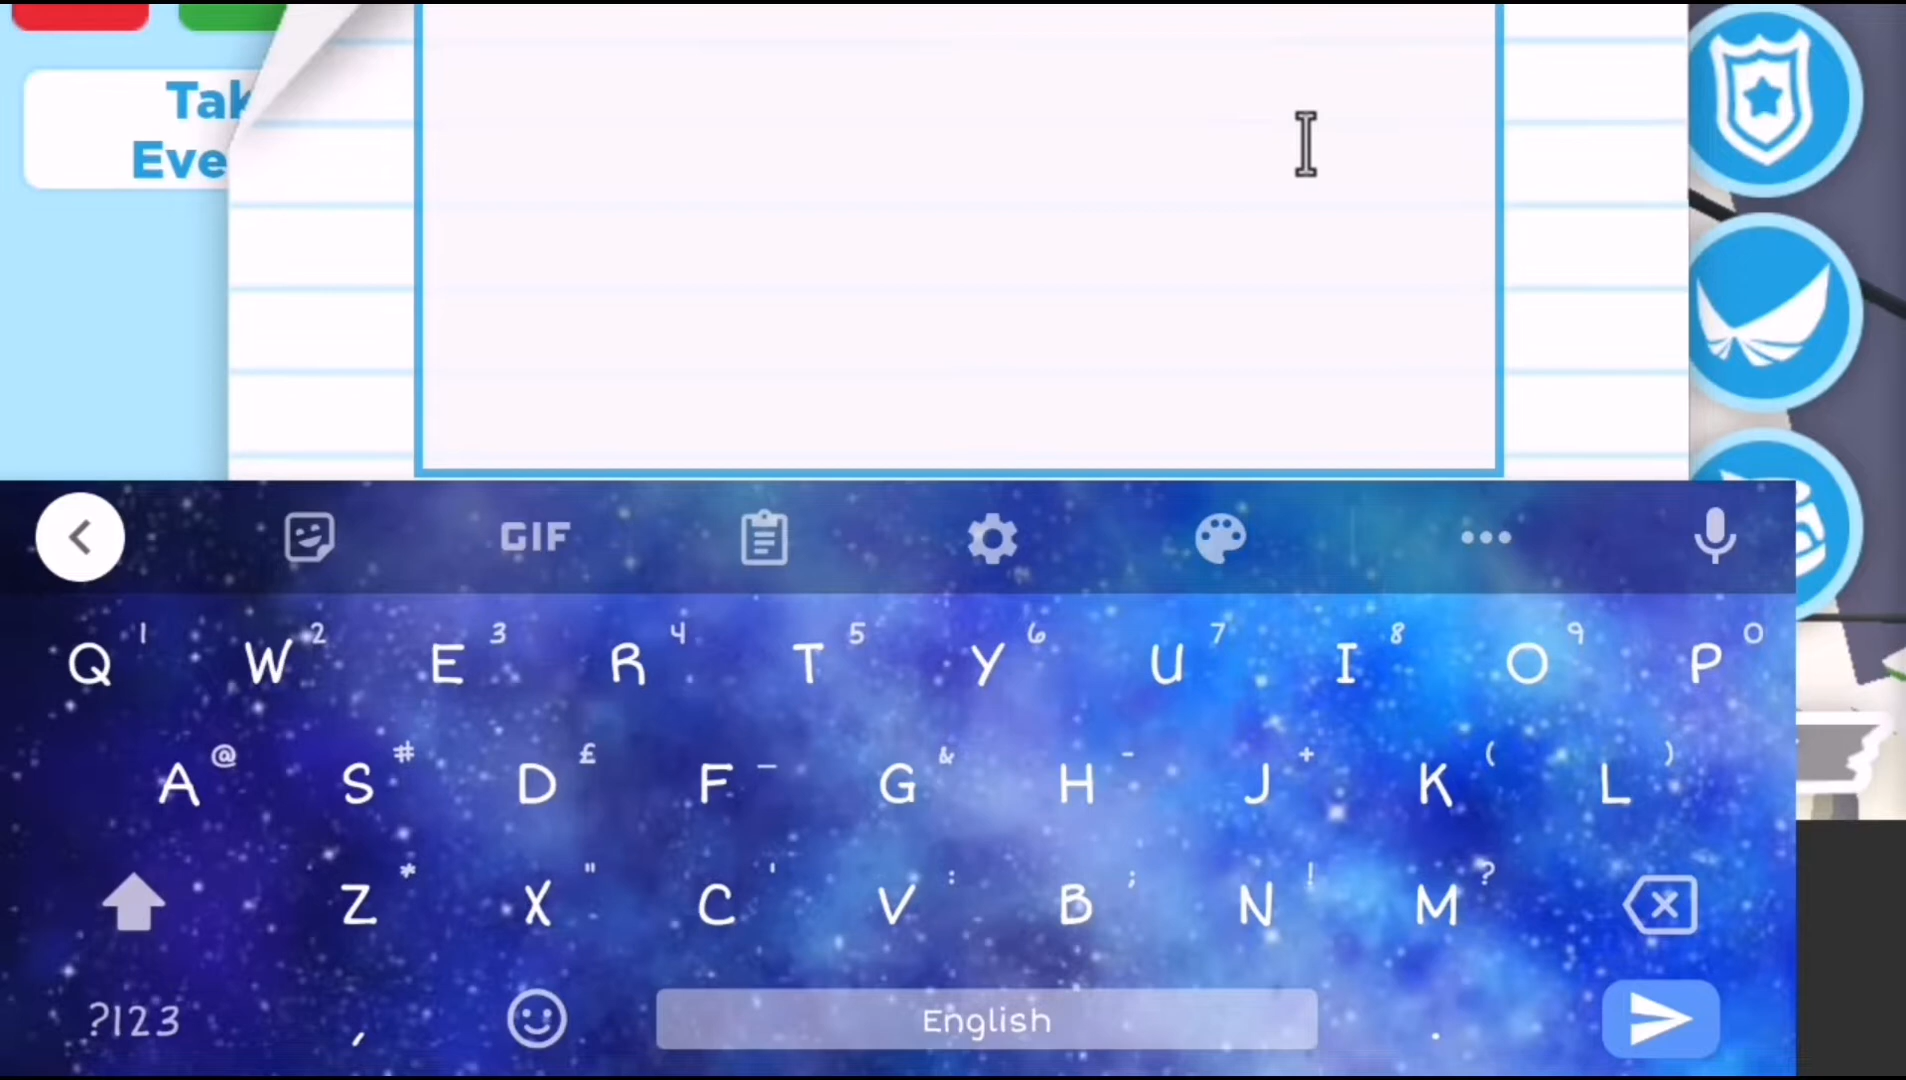 Tak
Eve
GIF
Q 1 W 2 E 3 R 4 T 5 Y 6 U 7 I 8 O 9 P 0
A @ S # D £ F _ G & H - J + K ( L )
Z * X " C ' V : B ; N ! M ?
?123 , English .